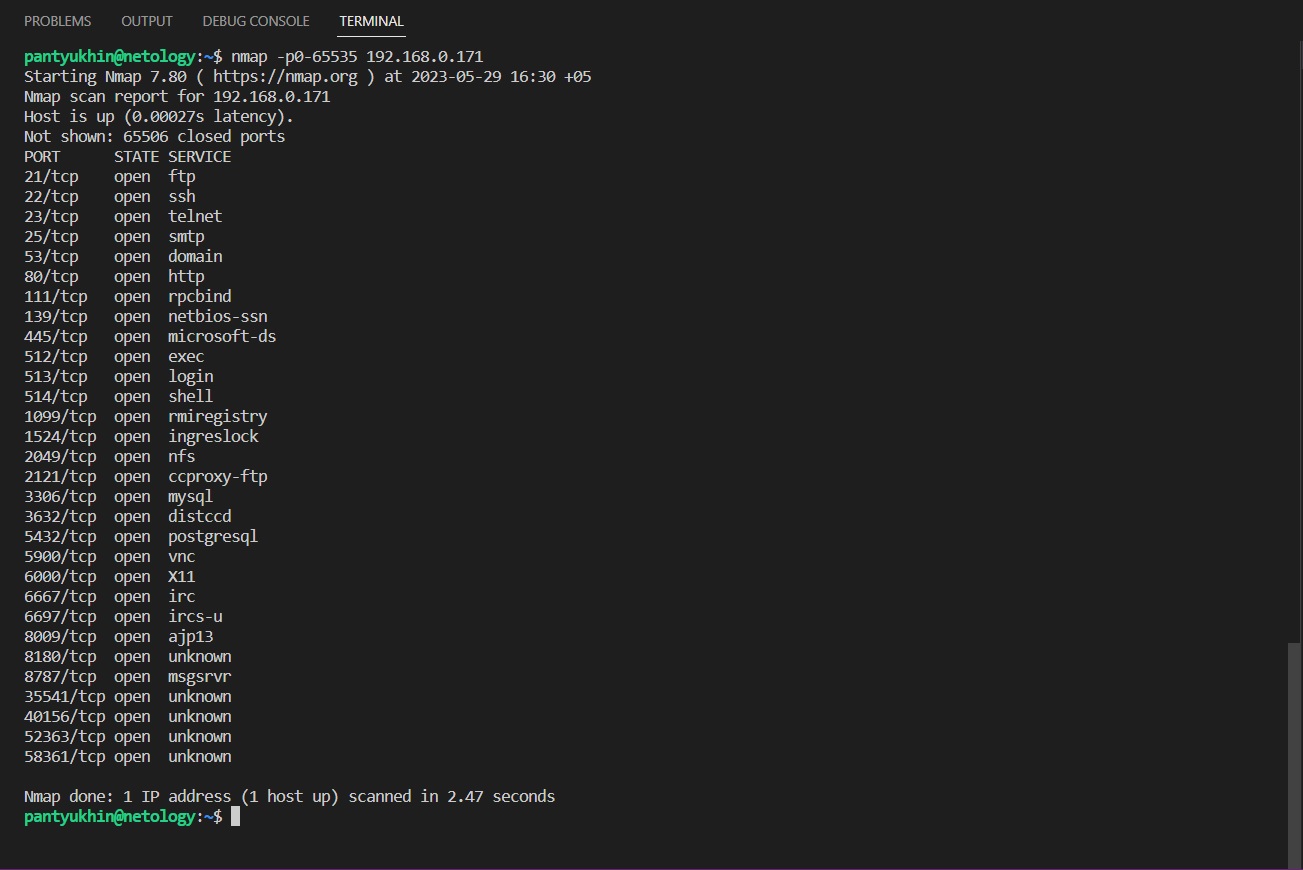 PROBLEMS OUTPUT DEBUG CONSOLE TERMINAL
pantyukhin@netology:~$ nmap -p0-65535 192.168.0.171
Starting Nmap 7.80 ( https://nmap.org ) at 2023-05-29 16:30 +05
Nmap scan report for 192.168.0.171
Host is up (0.00027s latency).
Not shown: 65506 closed ports
PORT      STATE SERVICE
21/tcp    open  ftp
22/tcp    open  ssh
23/tcp    open  telnet
25/tcp    open  smtp
53/tcp    open  domain
80/tcp    open  http
111/tcp   open  rpcbind
139/tcp   open  netbios-ssn
445/tcp   open  microsoft-ds
512/tcp   open  exec
513/tcp   open  login
514/tcp   open  shell
1099/tcp  open  rmiregistry
1524/tcp  open  ingreslock
2049/tcp  open  nfs
2121/tcp  open  ccproxy-ftp
3306/tcp  open  mysql
3632/tcp  open  distccd
5432/tcp  open  postgresql
5900/tcp  open  vnc
6000/tcp  open  X11
6667/tcp  open  irc
6697/tcp  open  ircs-u
8009/tcp  open  ajp13
8180/tcp  open  unknown
8787/tcp  open  msgsrvr
35541/tcp open  unknown
40156/tcp open  unknown
52363/tcp open  unknown
58361/tcp open  unknown
Nmap done: 1 IP address (1 host up) scanned in 2.47 seconds
pantyukhin@netology:~$